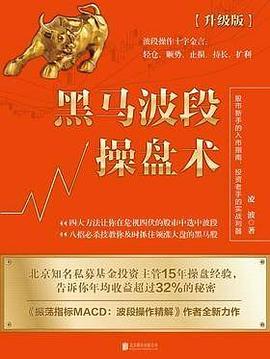 【升级版】
波段操作十字金言:
轻仓、顺势、止损、持长、扩利
黑马波段
操盘术
股市新手的入市指南 投资老手的实战利器
凌波◎著
“四大方法让你在危机四伏的股市中选中波段
“八招必杀技教你及时抓住领涨大盘的黑马股
北京知名私募基金投资主管15年操盘经验,
告诉你年均收益超过32%的秘密
《振荡指标MACD:波段操作精解》作者全新力作